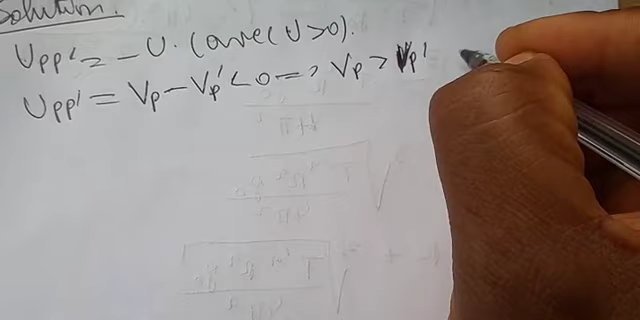 Solution.
Upp' = -U. (avec U>0).
Upp' = Vp - Vp' < 0 => Vp > Vp'